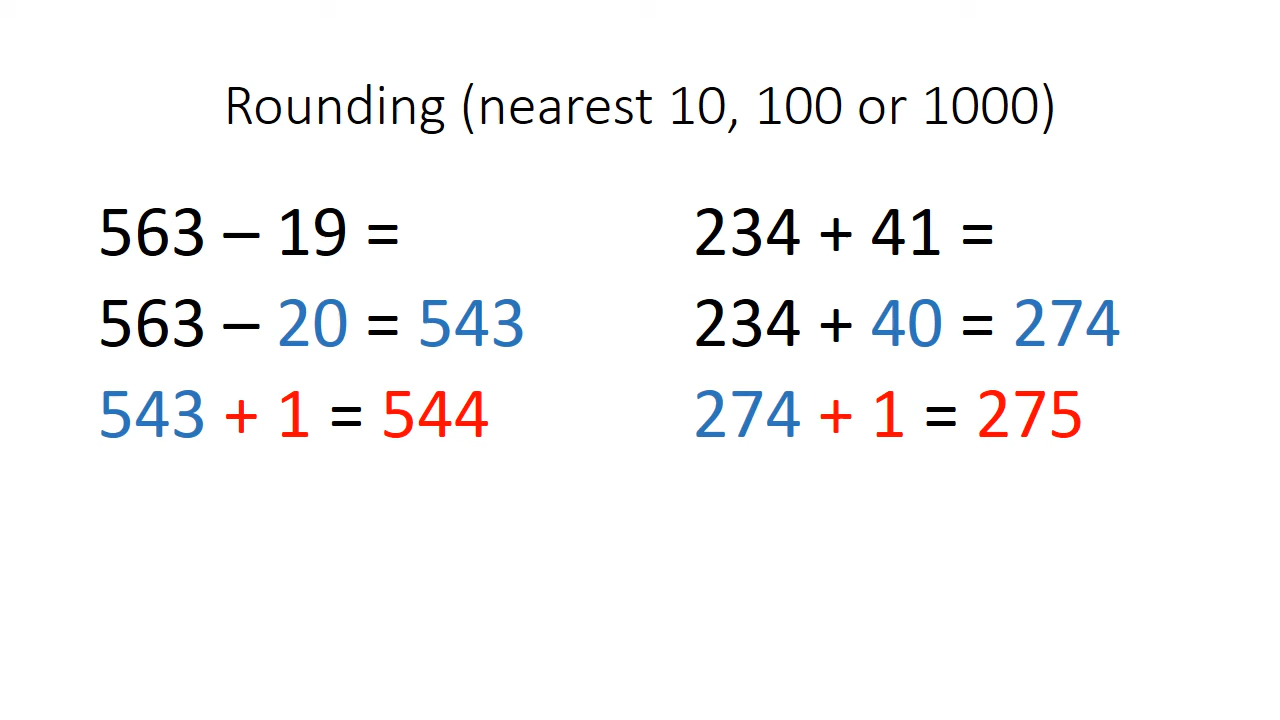 Rounding (nearest 10, 100 or 1000)
563 – 19 =
563 – 20 = 543
543 + 1 = 544
234 + 41 =
234 + 40 = 274
274 + 1 = 275